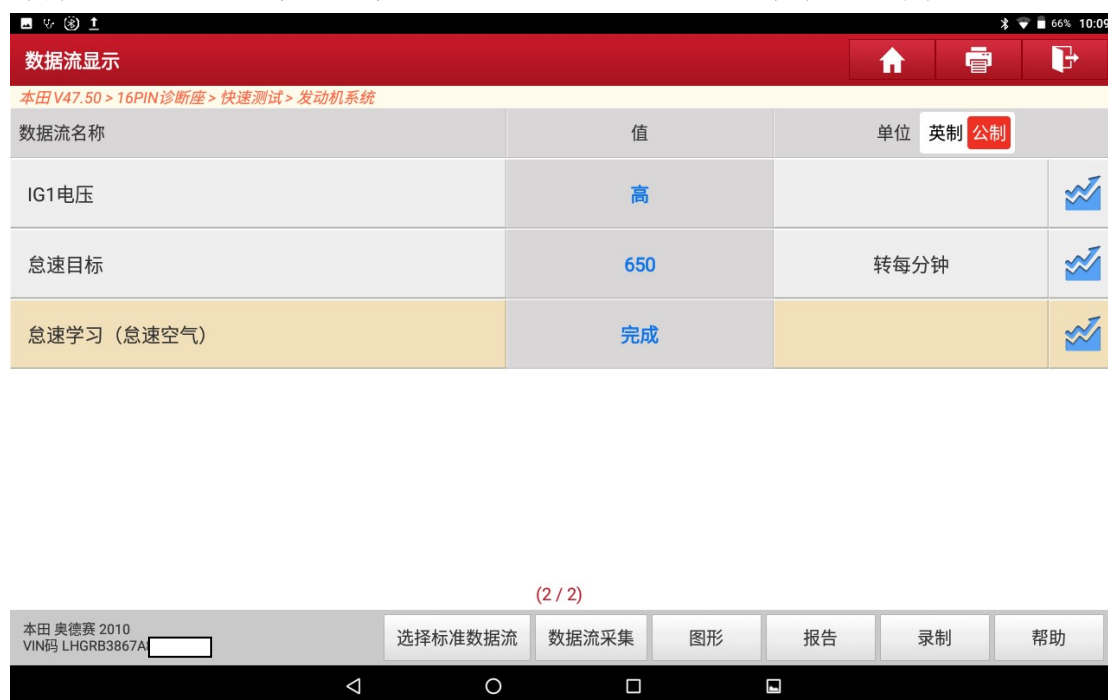 66% 10:09
数据流显示
本田 V47.50 > 16PIN诊断座 > 快速测试 > 发动机系统
数据流名称 值 单位 英制 公制
IG1电压 高
怠速目标 650 转每分钟
怠速学习（怠速空气） 完成
(2 / 2)
本田 奥德赛 2010
VIN码 LHGRB3867A
选择标准数据流 数据流采集 图形 报告 录制 帮助